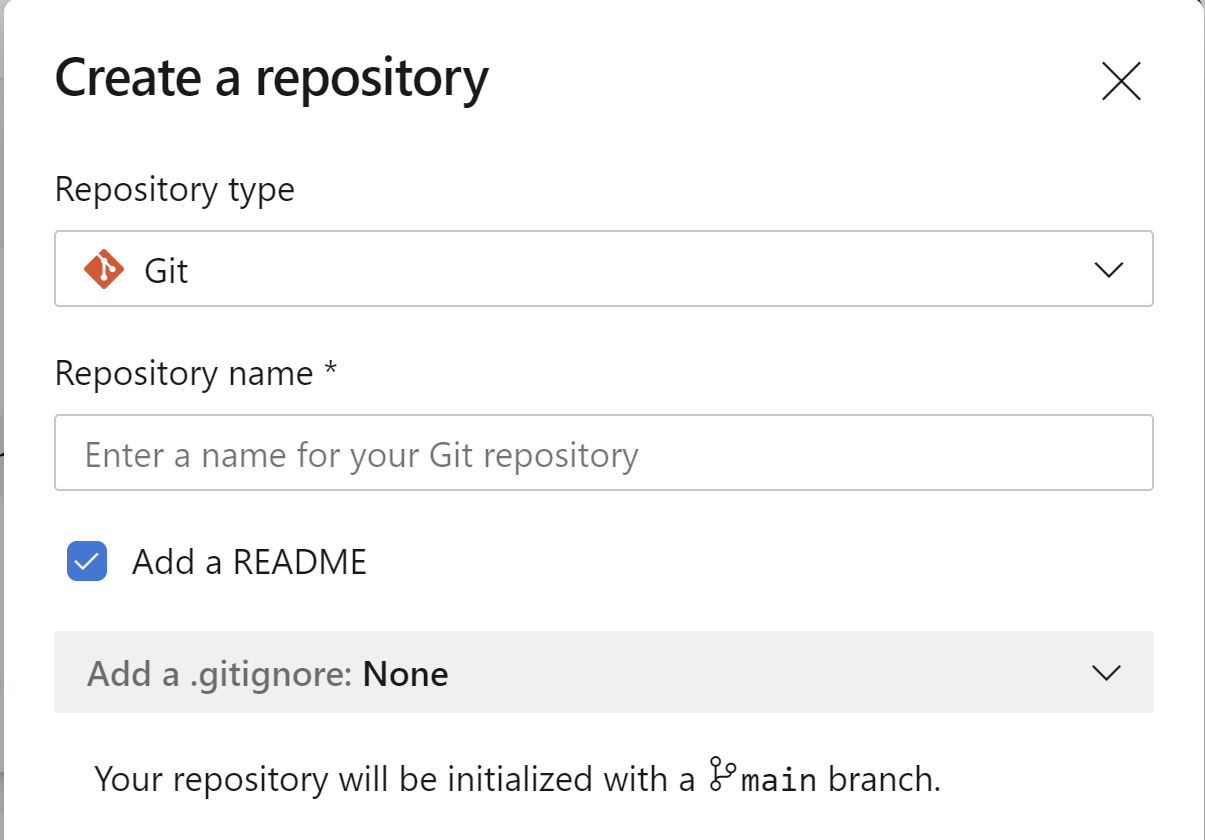 Create a repository
Repository type
Git
Repository name *
Enter a name for your Git repository
Add a README
Add a .gitignore: None
Your repository will be initialized with a main branch.